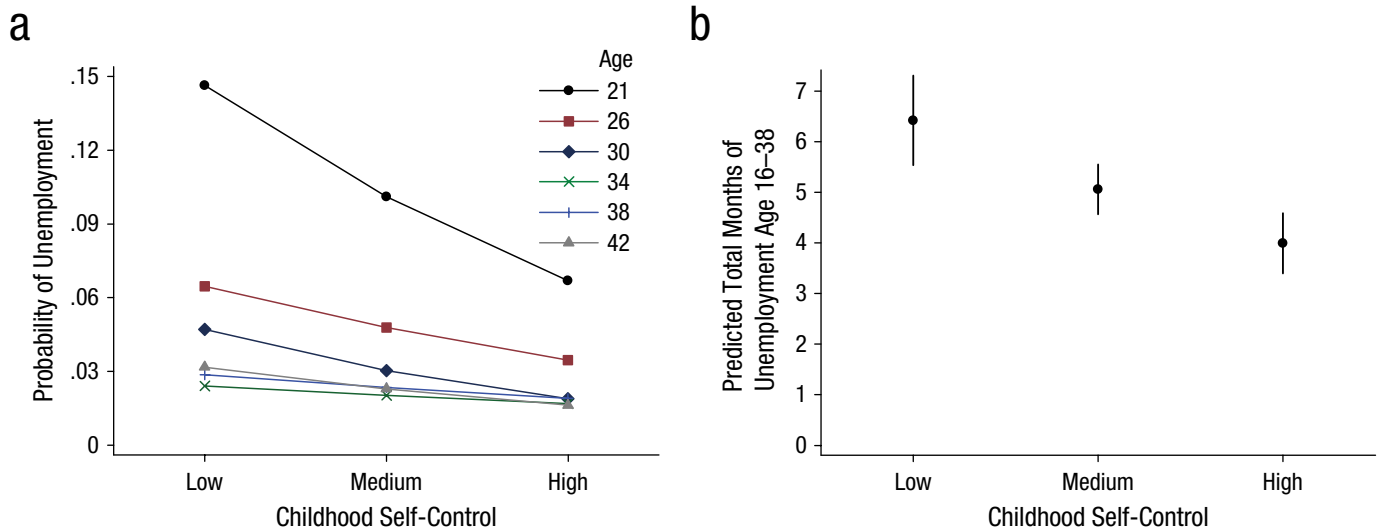 a
Probability of Unemployment
.15
.12
.09
.06
.03
0
Low
Medium
High
Childhood Self-Control
Age
21
26
30
34
38
42
b
Predicted Total Months of
Unemployment Age 16–38
7
6
5
4
3
2
1
0
Low
Medium
High
Childhood Self-Control